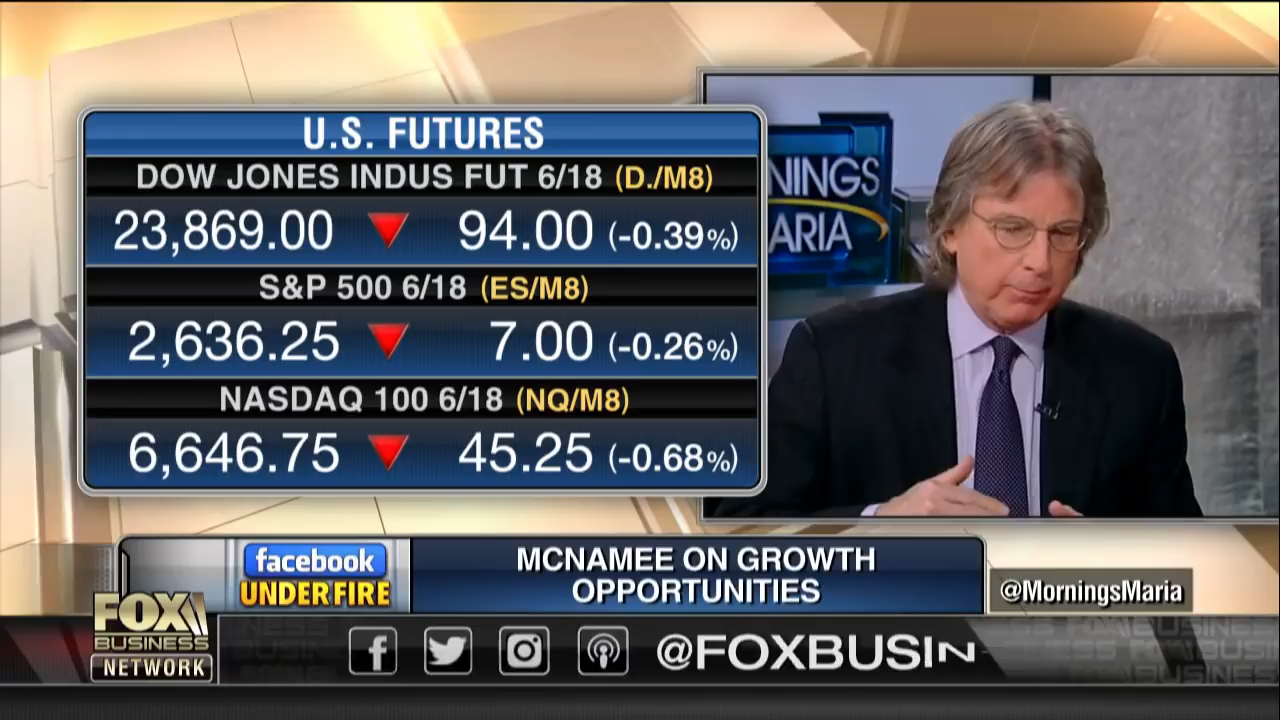 U.S. FUTURES
DOW JONES INDUS FUT 6/18 (D./M8)
23,869.00 ▼ 94.00 (-0.39%)
S&P 500 6/18 (ES/M8)
2,636.25 ▼ 7.00 (-0.26%)
NASDAQ 100 6/18 (NQ/M8)
6,646.75 ▼ 45.25 (-0.68%)
NINGS
ARIA
facebook
UNDER FIRE
MCNAMEE ON GROWTH
OPPORTUNITIES
@MorningsMaria
FOX
BUSINESS
NETWORK
@FOXBUSIN